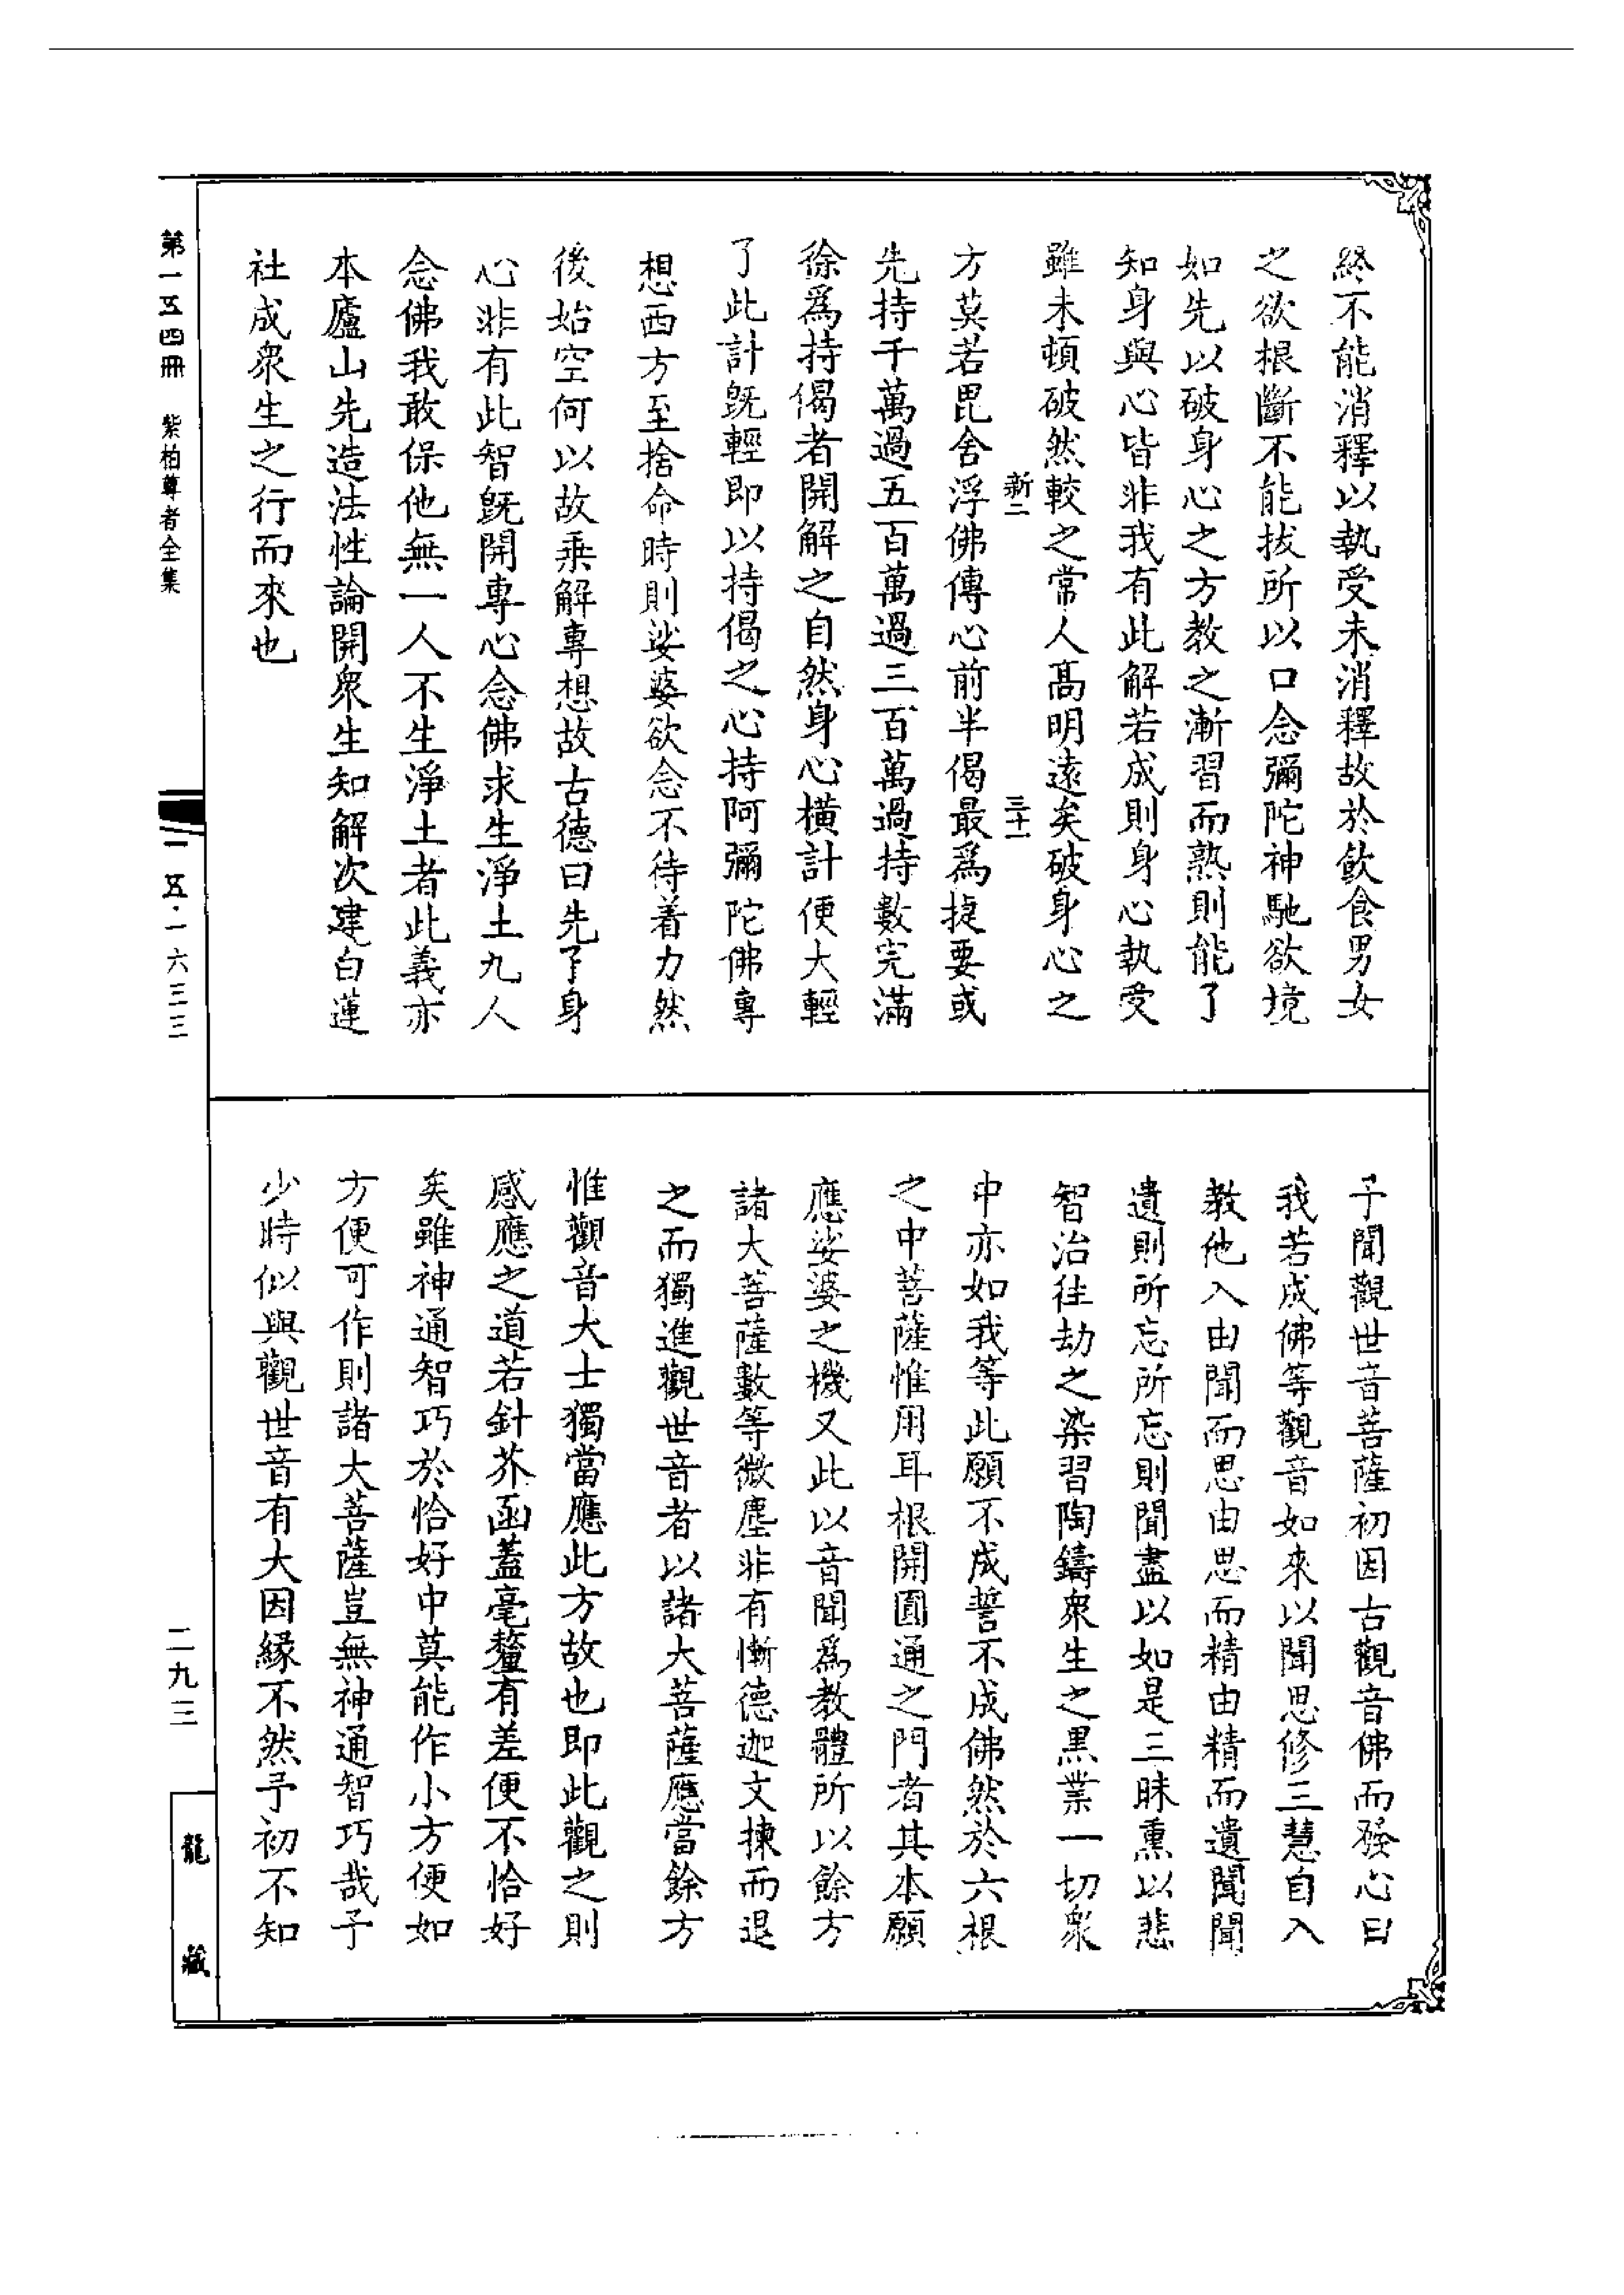 終不能消釋以執受未消釋故於飲食男女
之欲根斷不能拔所以口念彌陀神馳欲境
如先以破身心之方教之漸習而熟則能了
知身與心皆非我有此解若成則身心執受
雖未頓破然較之常人高明遠矣破身心之
新二 三十一
方莫若毘舍浮佛傳心前半偈最爲捷要或
先持千萬過五百萬過三百萬過持數完滿
徐爲持偈者開解之自然身心橫計便大輕
了此計旣輕即以持偈之心持阿彌陀佛專
想西方至捨命時則娑婆欲念不待着力然
後始空何以故乘解專想故古德曰先了身
心非有此智旣開專心念佛求生淨土九人
念佛我敢保他無一人不生淨土者此義亦
本廬山先造法性論開衆生知解次建白蓮
社成衆生之行而來也
子聞觀世音菩薩初因古觀音佛而發心曰
我若成佛等觀音如來以聞思修三慧自入
教他入由聞而思由思而精由精而遺聞聞
遺則所忘所忘則聞盡以如是三昧熏以悲
智治往劫之染習陶鑄衆生之黑業一切衆
中亦如我等此願不成誓不成佛然於六根
之中菩薩惟用耳根開圓通之門者其本願
應娑婆之機又此以音聞爲教體所以餘方
諸大菩薩數等微塵非有慚德迦文揀而退
之而獨進觀世音者以諸大菩薩應當餘方
惟觀音大士獨當應此方故也即此觀之則
感應之道若針芥函蓋毫釐有差便不恰好
矣雖神通智巧於恰好中莫能作小方便如
方便可作則諸大菩薩豈無神通智巧哉予
少時似與觀世音有大因緣不然予初不知
第一五四冊 紫柏尊者全集
一五·一六三三
二九三
龍藏